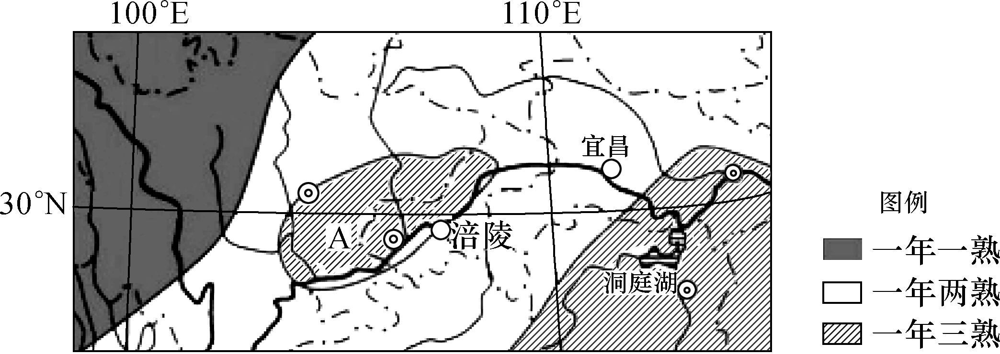 100°E
110°E
宜昌
30°N
A
涪陵
洞庭湖
图例
一年一熟
一年两熟
一年三熟